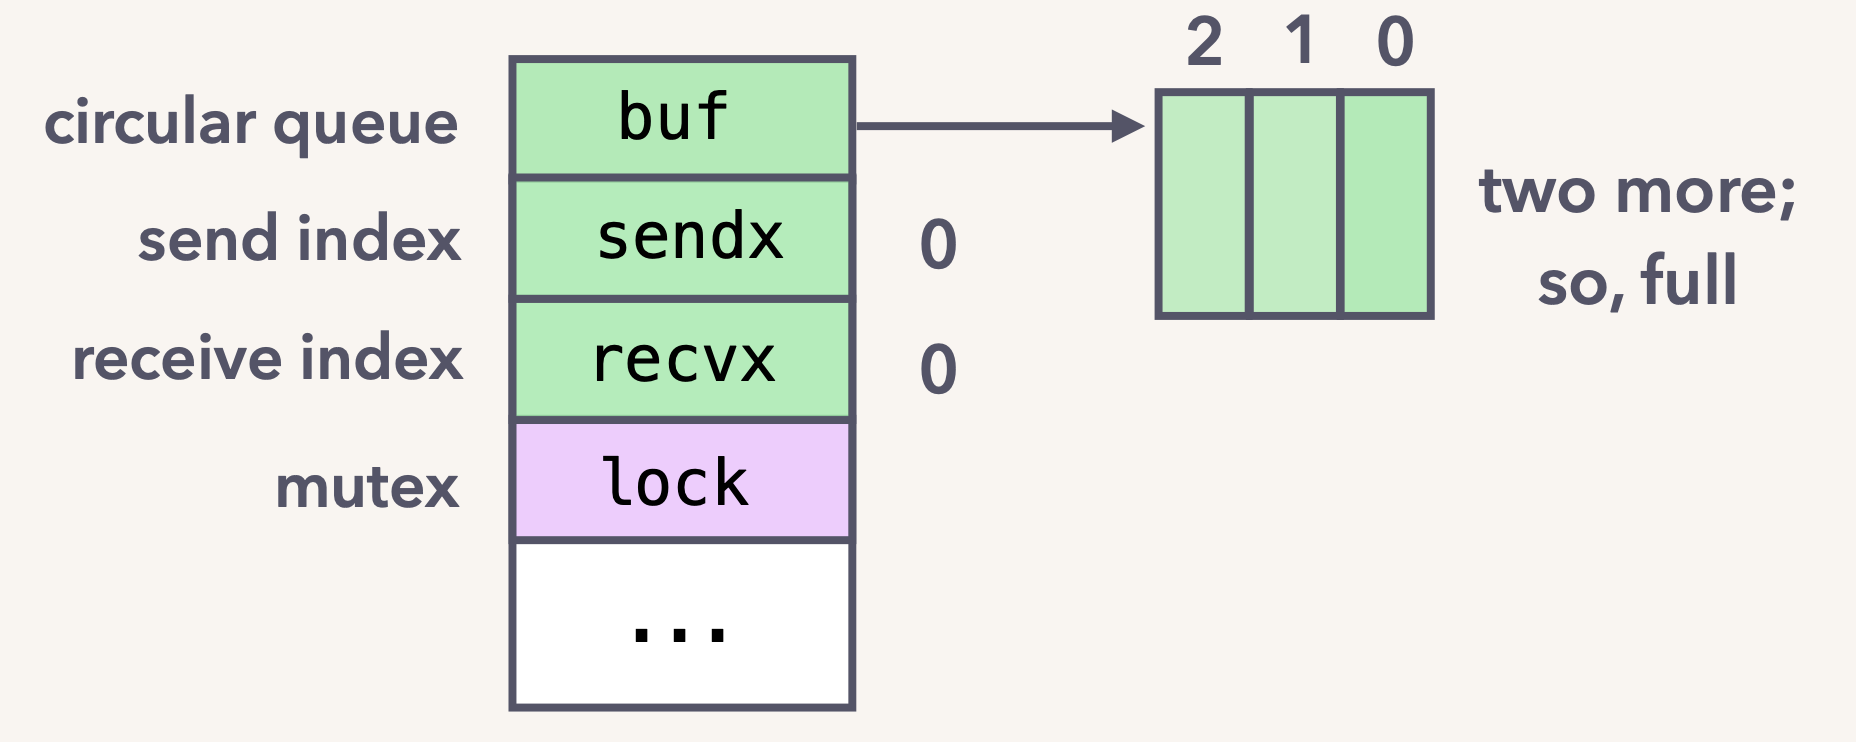 2 1 0
circular queue buf
two more;
send index sendx 0
so, full
receive index recvx 0
mutex lock
...